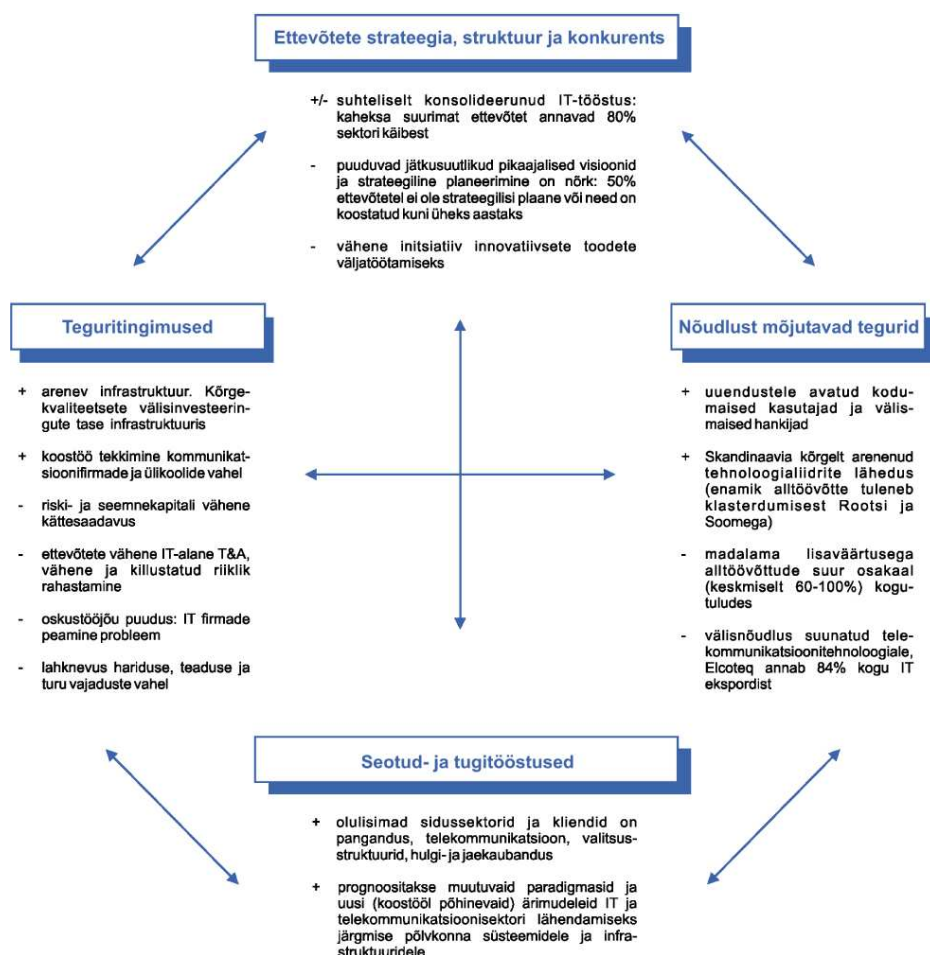 Ettevõtete strateegia, struktuur ja konkurents
+/- suhteliselt konsolideerunud IT-tööstus:
kaheksa suurimat ettevõtet annavad 80%
sektori käibest
- puuduvad jätkusuutlikud pikaajalised visioonid
ja strateegiline planeerimine on nõrk: 50%
ettevõtetel ei ole strateegilisi plaane või need on
koostatud kuni üheks aastaks
- vähene initsiatiiv innovatiivsete toodete
väljatöötamiseks
Teguritingimused
+ arenev infrastruktuur. Kõrge-
kvaliteetsete välisinvesteerin-
gute tase infrastruktuuris
+ koostöö tekkimine kommunikat-
sioonifirmade ja ülikoolide vahel
- riski- ja seemnekapitali vähene
kättesaadavus
- ettevõtete vähene IT-alane T&A,
vähene ja killustatud riiklik
rahastamine
- oskustööjõu puudus: IT firmade
peamine probleem
- lahknevus hariduse, teaduse ja
turu vajaduste vahel
Nõudlust mõjutavad tegurid
+ uuendustele avatud kodu-
maised kasutajad ja välis-
maised hankijad
+ Skandinaavia kõrgelt arenenud
tehnoloogialiidrite lähedus
(enamik alltöövõtte tuleneb
klasterdumisest Rootsi ja
Soomega)
- madalama lisaväärtusega
alltöövõttude suur osakaal
(keskmiselt 60-100%) kogu-
tuludes
- välisnõudlus suunatud tele-
kommunikatsioonitehnoloogiale,
Elcoteq annab 84% kogu IT
ekspordist
Seotud- ja tugitööstused
+ olulisimad sidussektorid ja kliendid on
pangandus, telekommunikatsioon, valitsus-
struktuurid, hulgi- ja jaekaubandus
+ prognoositakse muutuvaid paradigmasid ja
uusi (koostööl põhinevaid) ärimudeleid IT ja
telekommunikatsioonisektori lähendamiseks
järgmise põlvkonna süsteemidele ja infra-
struktuuridele